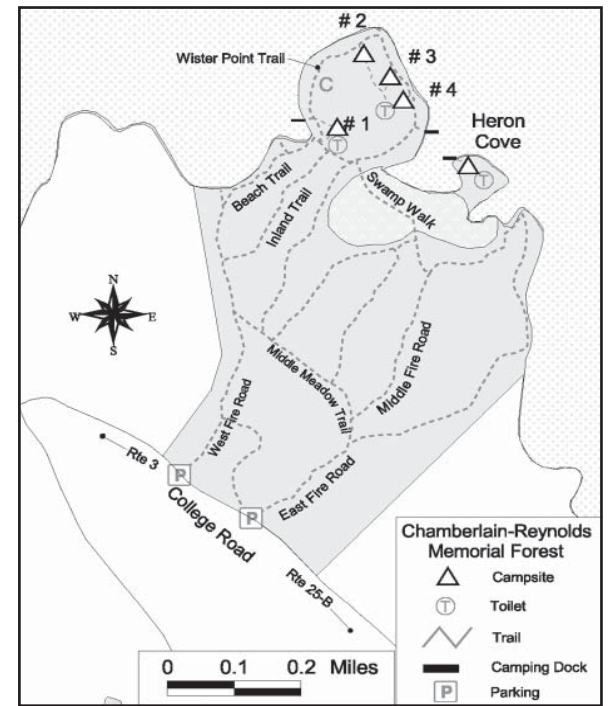 # 2
# 3
Wister Point Trail
C
# 4
# 1
T
T
Heron
Cove
T
Beach Trail
Inland Trail
Swamp Walk
N
W
E
S
Middle Meadow Trail
Middle Fire Road
West Fire Road
East Fire Road
Rte 3
P
College Road
P
Rte 25-B
Chamberlain-Reynolds
Memorial Forest
Campsite
T Toilet
Trail
Camping Dock
P Parking
0 0.1 0.2 Miles